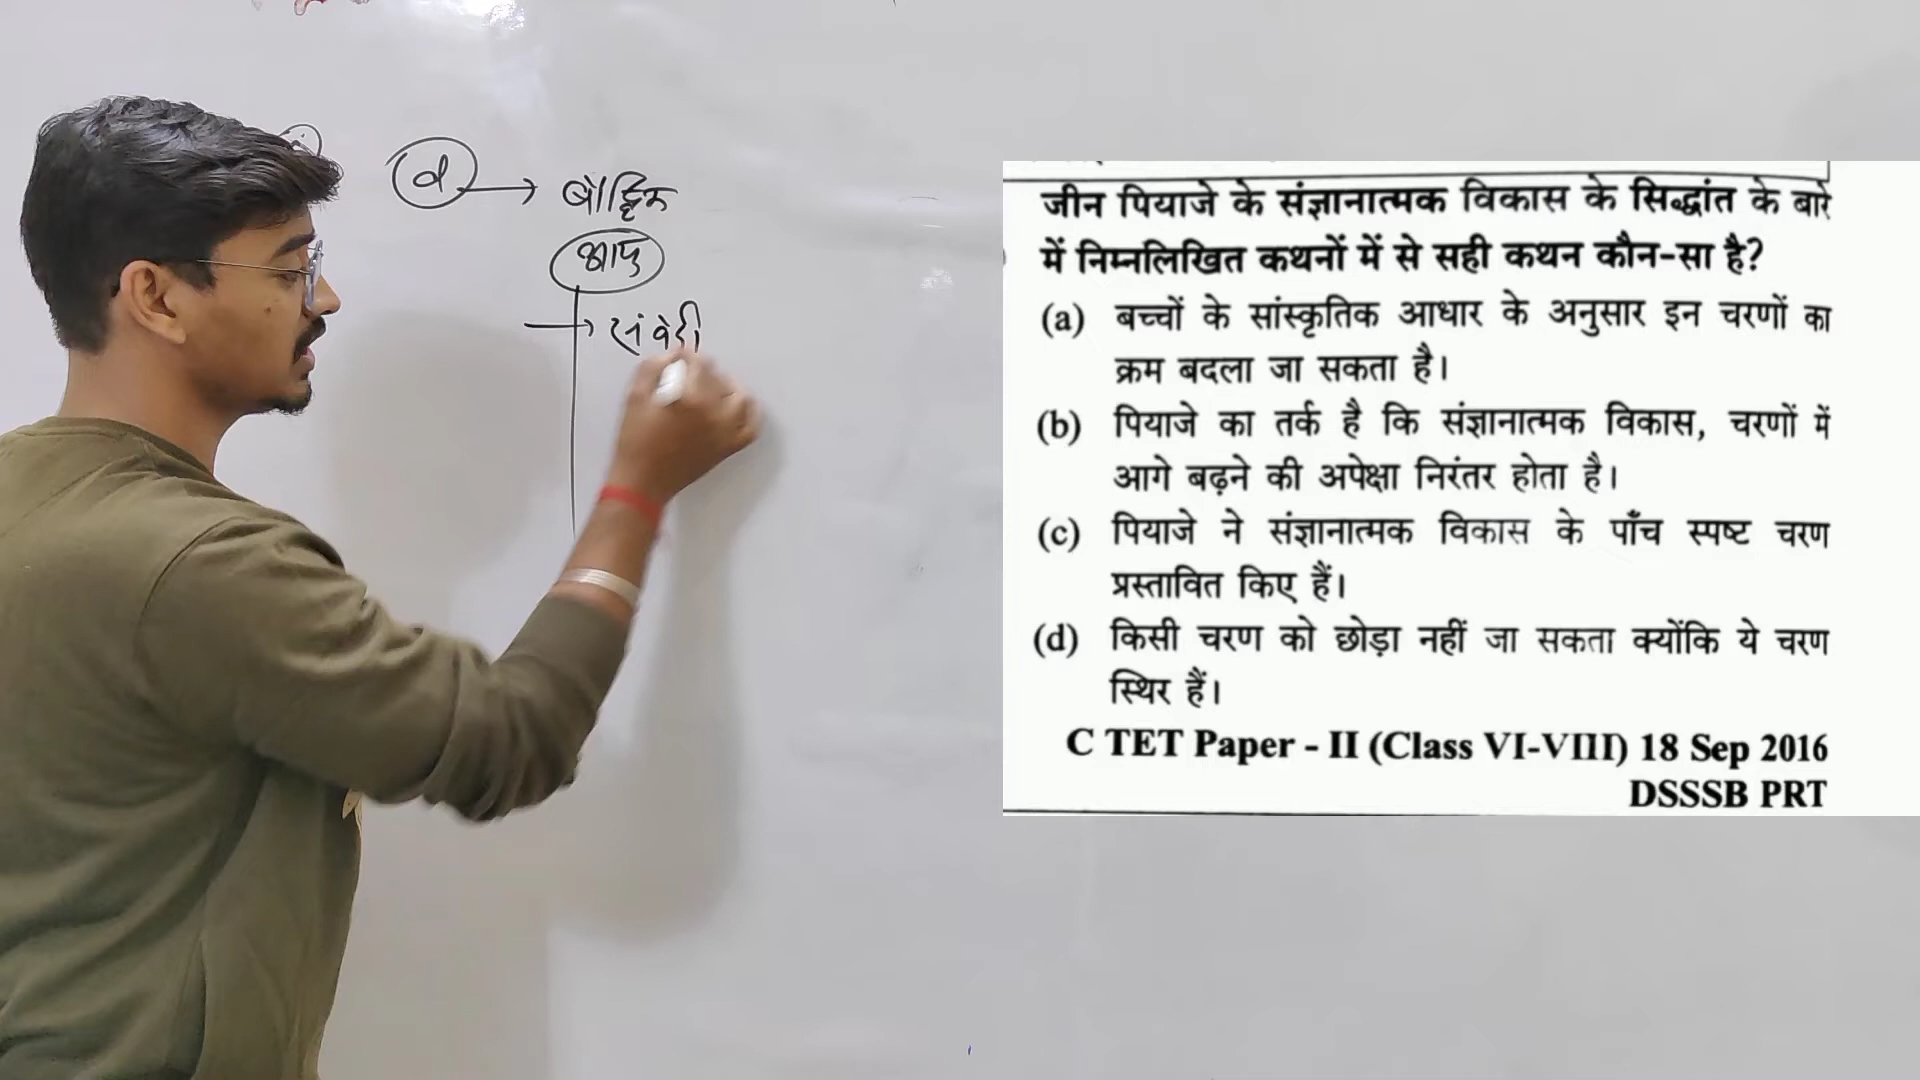 d → बौद्धिक
→ संवेदी
जीन पियाजे के संज्ञानात्मक विकास के सिद्धांत के बारे
में निम्नलिखित कथनों में से सही कथन कौन-सा है?
(a) बच्चों के सांस्कृतिक आधार के अनुसार इन चरणों का
क्रम बदला जा सकता है।
(b) पियाजे का तर्क है कि संज्ञानात्मक विकास, चरणों में
आगे बढ़ने की अपेक्षा निरंतर होता है।
(c) पियाजे ने संज्ञानात्मक विकास के पाँच स्पष्ट चरण
प्रस्तावित किए हैं।
(d) किसी चरण को छोड़ा नहीं जा सकता क्योंकि ये चरण
स्थिर हैं।
C TET Paper - II (Class VI-VIII) 18 Sep 2016
DSSSB PRT